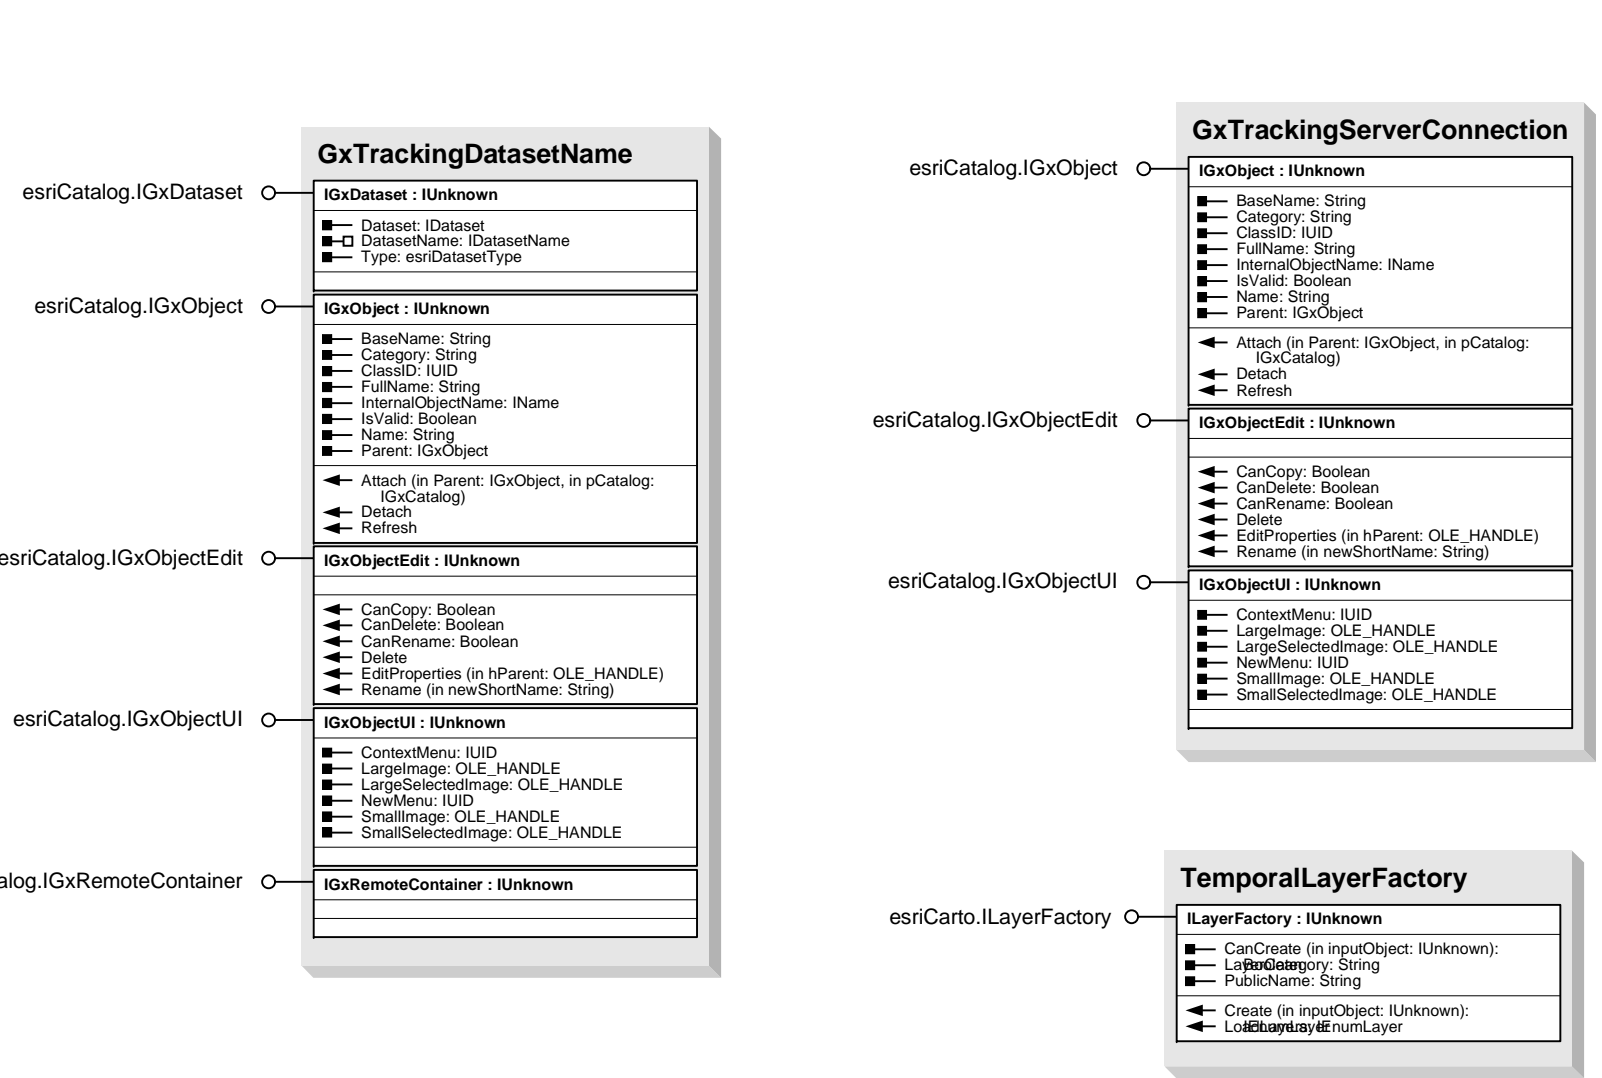 GxTrackingDatasetName
esriCatalog.IGxDataset
IGxDataset : IUnknown
Dataset: IDataset
DatasetName: IDatasetName
Type: esriDatasetType
esriCatalog.IGxObject
IGxObject : IUnknown
BaseName: String
Category: String
ClassID: IUID
FullName: String
InternalObjectName: IName
IsValid: Boolean
Name: String
Parent: IGxObject
Attach (in Parent: IGxObject, in pCatalog:
IGxCatalog)
Detach
Refresh
esriCatalog.IGxObjectEdit
IGxObjectEdit : IUnknown
CanCopy: Boolean
CanDelete: Boolean
CanRename: Boolean
Delete
EditProperties (in hParent: OLE_HANDLE)
Rename (in newShortName: String)
esriCatalog.IGxObjectUI
IGxObjectUI : IUnknown
ContextMenu: IUID
LargeImage: OLE_HANDLE
LargeSelectedImage: OLE_HANDLE
NewMenu: IUID
SmallImage: OLE_HANDLE
SmallSelectedImage: OLE_HANDLE
alog.IGxRemoteContainer
IGxRemoteContainer : IUnknown
GxTrackingServerConnection
esriCatalog.IGxObject
IGxObject : IUnknown
BaseName: String
Category: String
ClassID: IUID
FullName: String
InternalObjectName: IName
IsValid: Boolean
Name: String
Parent: IGxObject
Attach (in Parent: IGxObject, in pCatalog:
IGxCatalog)
Detach
Refresh
esriCatalog.IGxObjectEdit
IGxObjectEdit : IUnknown
CanCopy: Boolean
CanDelete: Boolean
CanRename: Boolean
Delete
EditProperties (in hParent: OLE_HANDLE)
Rename (in newShortName: String)
esriCatalog.IGxObjectUI
IGxObjectUI : IUnknown
ContextMenu: IUID
LargeImage: OLE_HANDLE
LargeSelectedImage: OLE_HANDLE
NewMenu: IUID
SmallImage: OLE_HANDLE
SmallSelectedImage: OLE_HANDLE
TemporalLayerFactory
esriCarto.ILayerFactory
ILayerFactory : IUnknown
CanCreate (in inputObject: IUnknown):
Boolean
LayerCategory: String
PublicName: String
Create (in inputObject: IUnknown):